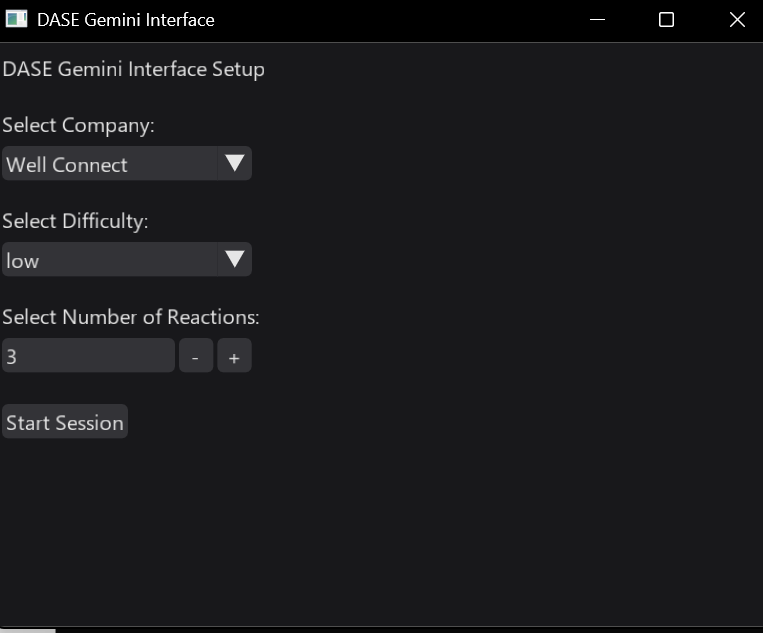 DASE Gemini Interface
DASE Gemini Interface Setup
Select Company:
Well Connect
Select Difficulty:
low
Select Number of Reactions:
3 - +
Start Session